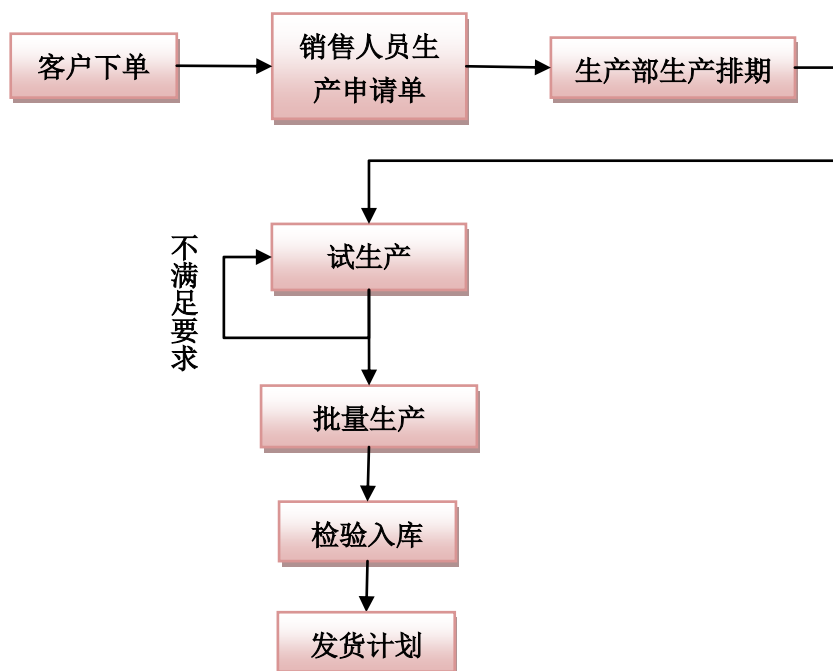 客户下单
销售人员生
产申请单
生产部生产排期
试生产
不满足要求
批量生产
检验入库
发货计划